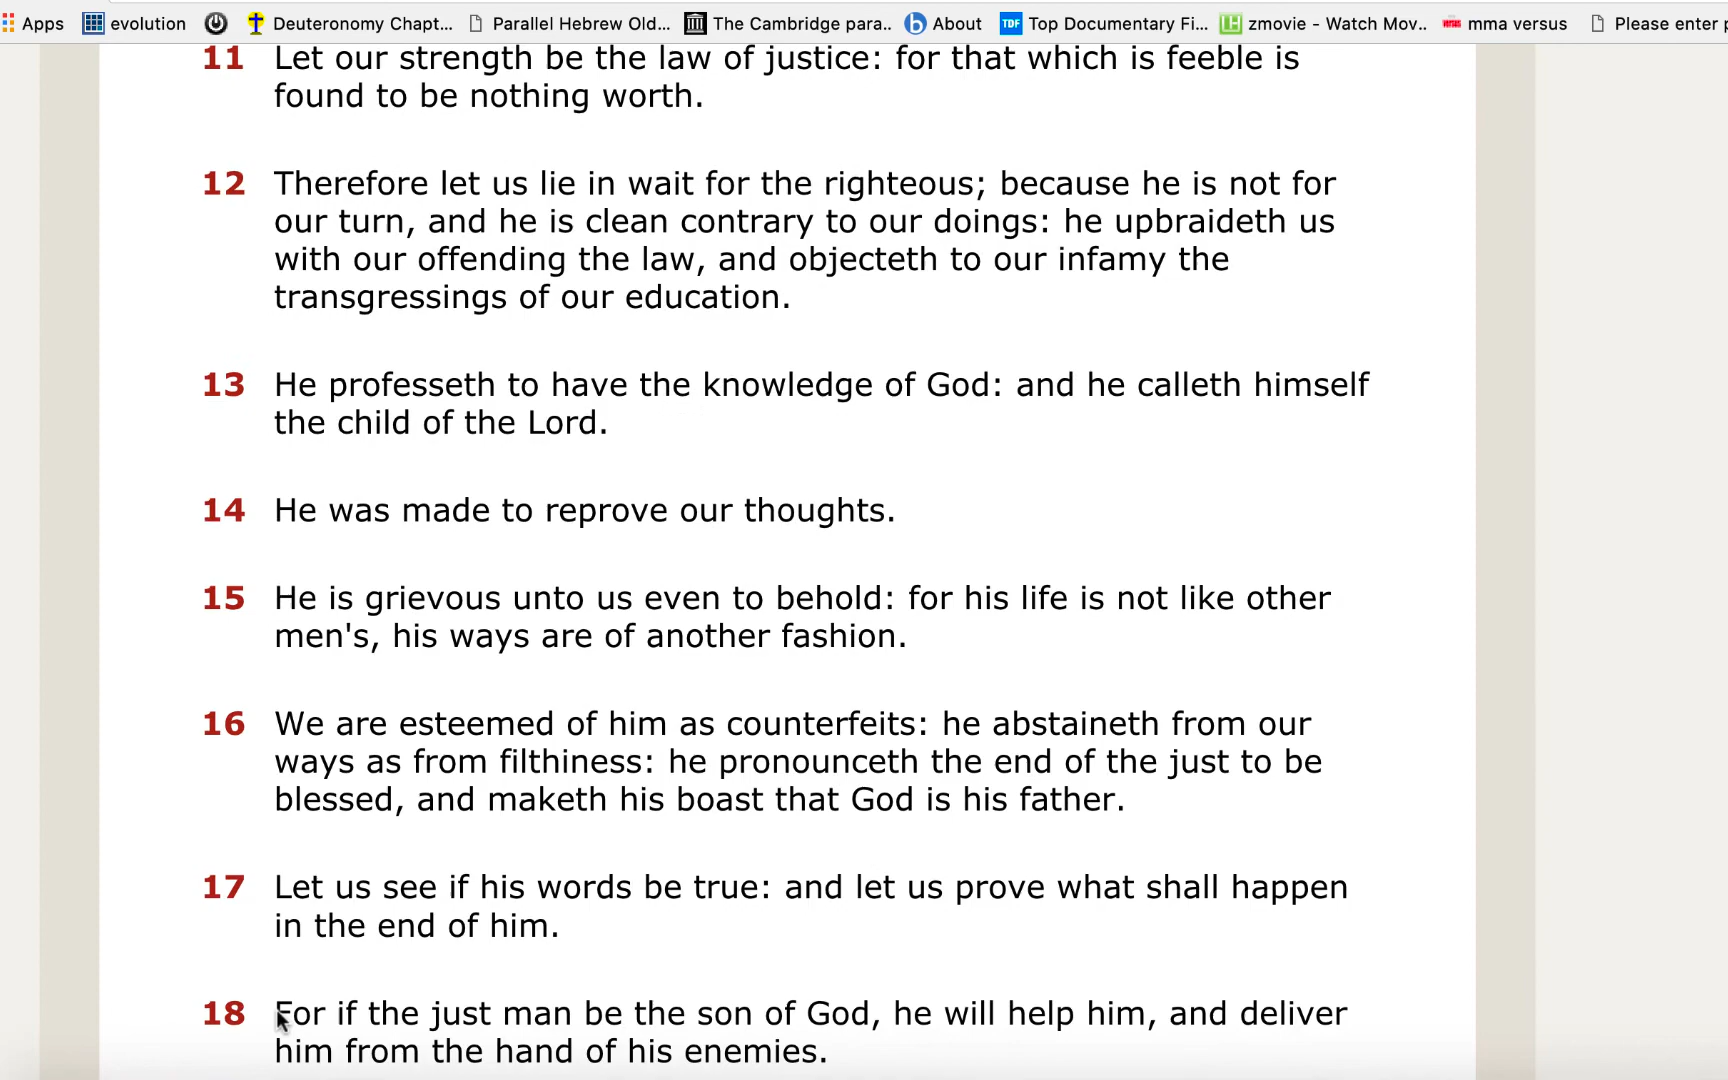 Apps evolution Deuteronomy Chapt... Parallel Hebrew Old... The Cambridge para.. b About TDF Top Documentary Fi... zmovie - Watch Mov.. mma versus Please enter p
11 Let our strength be the law of justice: for that which is feeble is
found to be nothing worth.
12 Therefore let us lie in wait for the righteous; because he is not for
our turn, and he is clean contrary to our doings: he upbraideth us
with our offending the law, and objecteth to our infamy the
transgressings of our education.
13 He professeth to have the knowledge of God: and he calleth himself
the child of the Lord.
14 He was made to reprove our thoughts.
15 He is grievous unto us even to behold: for his life is not like other
men's, his ways are of another fashion.
16 We are esteemed of him as counterfeits: he abstaineth from our
ways as from filthiness: he pronounceth the end of the just to be
blessed, and maketh his boast that God is his father.
17 Let us see if his words be true: and let us prove what shall happen
in the end of him.
18 For if the just man be the son of God, he will help him, and deliver
him from the hand of his enemies.